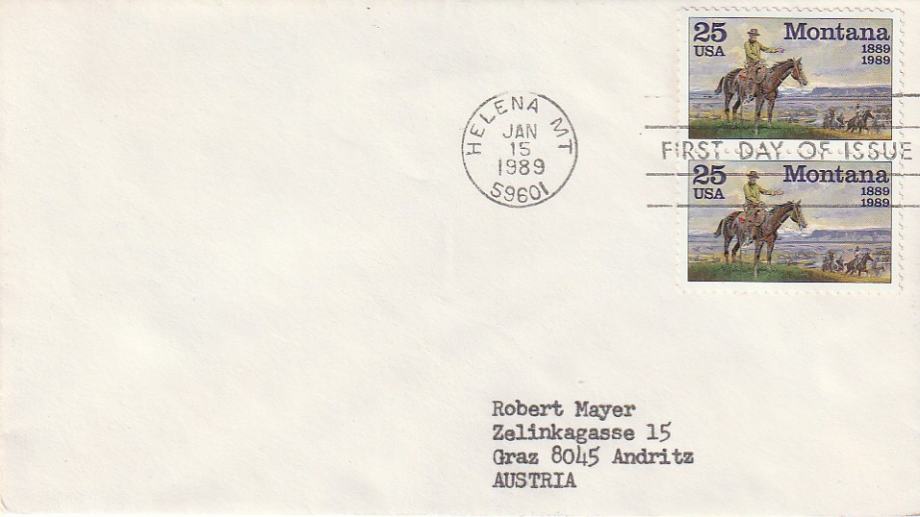 25 Montana
USA 1889
1989
HELENA MT
JAN
15
1989
59601
FIRST DAY OF ISSUE
25 Montana
USA 1889
1989
Robert Mayer
Zelinkagasse 15
Graz 8045 Andritz
AUSTRIA